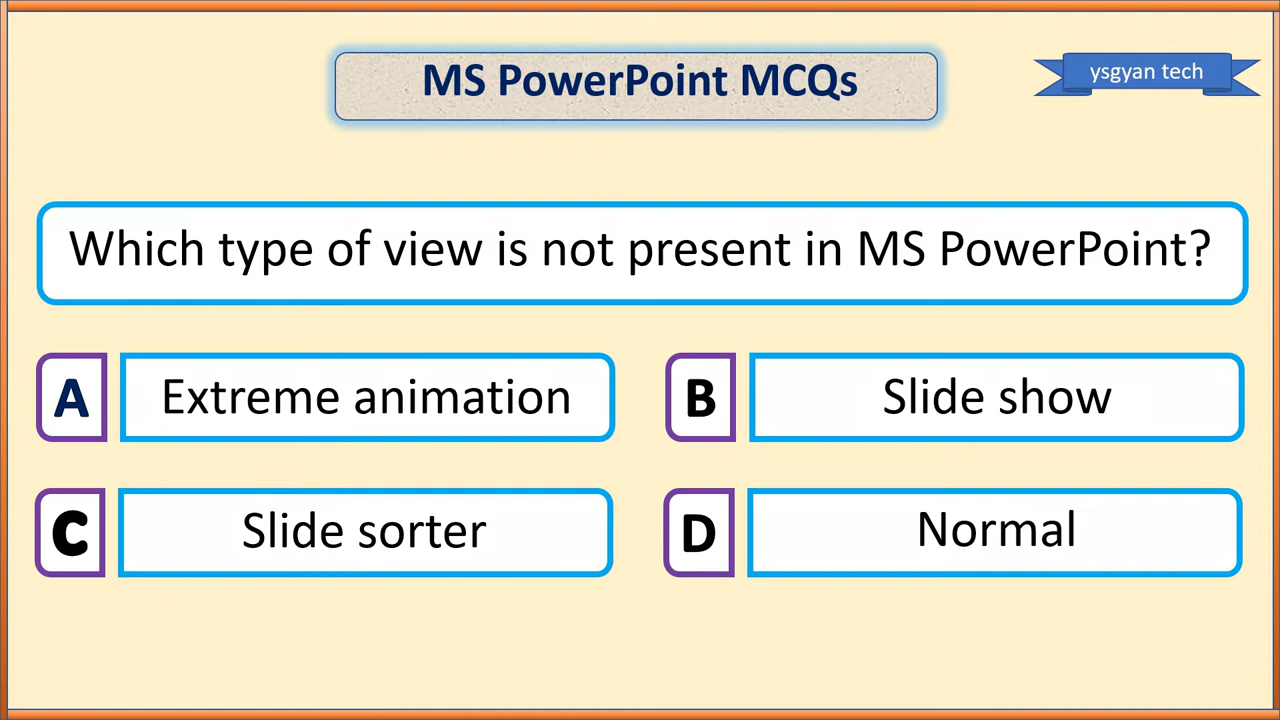 MS PowerPoint MCQs
ysgyan tech
Which type of view is not present in MS PowerPoint?
A Extreme animation
B Slide show
C Slide sorter
D Normal